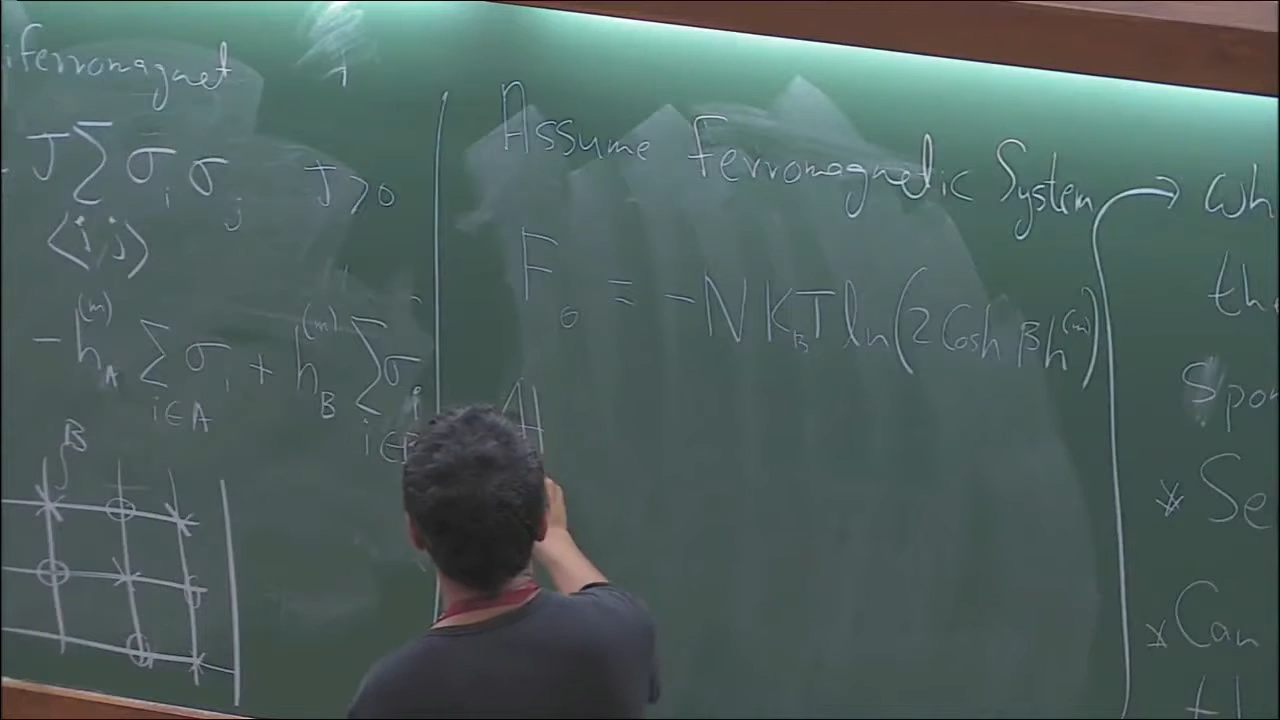 iferromagnet
- J Σ σ_i σ_j   J > 0
<i j>
- h_A^(m) Σ σ_i + h_B^(m) Σ σ_i
i∈A   i∈
B
Assume Ferromagnetic System
F_0 = - N K_B T ln(2 Cosh β h^(m))
H
wh
th
Spo
* Se
* Can
th